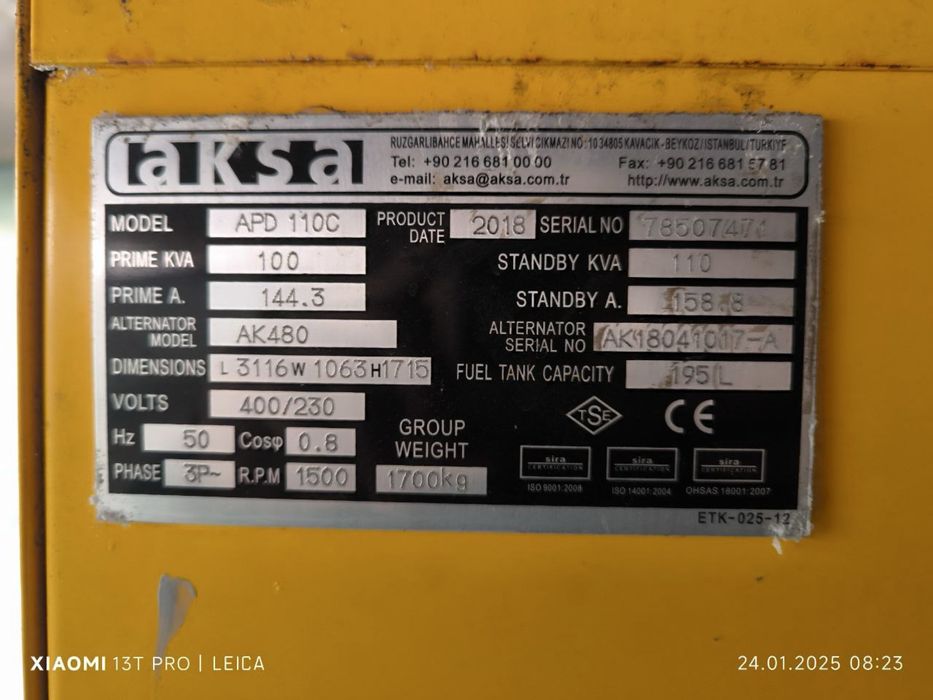 aksa
RUZGARLIBAHCE MAHALLESI SELVI CIKMAZI NO: 10 34805 KAVACIK - BEYKOZ / ISTANBUL / TURKIYE
Tel: +90 216 681 00 00 Fax: +90 216 681 57 81
e-mail: aksa@aksa.com.tr http://www.aksa.com.tr
MODEL APD 110C PRODUCT DATE 2018 SERIAL NO 78507471
PRIME KVA 100 STANDBY KVA 110
PRIME A. 144.3 STANDBY A. 158.8
ALTERNATOR MODEL AK480 ALTERNATOR SERIAL NO AK18041017-A
DIMENSIONS L 3116 W 1063 H 1715 FUEL TANK CAPACITY 195 L
VOLTS 400/230
Hz 50 Cosφ 0.8 GROUP WEIGHT
PHASE 3P~ R.P.M 1500 1700kg
TSE CE
sira CERTIFICATION sira CERTIFICATION sira CERTIFICATION
ISO 9001:2008 ISO 14001:2004 OHSAS 18001:2007
ETK-025-12
XIAOMI 13T PRO | LEICA 24.01.2025 08:23